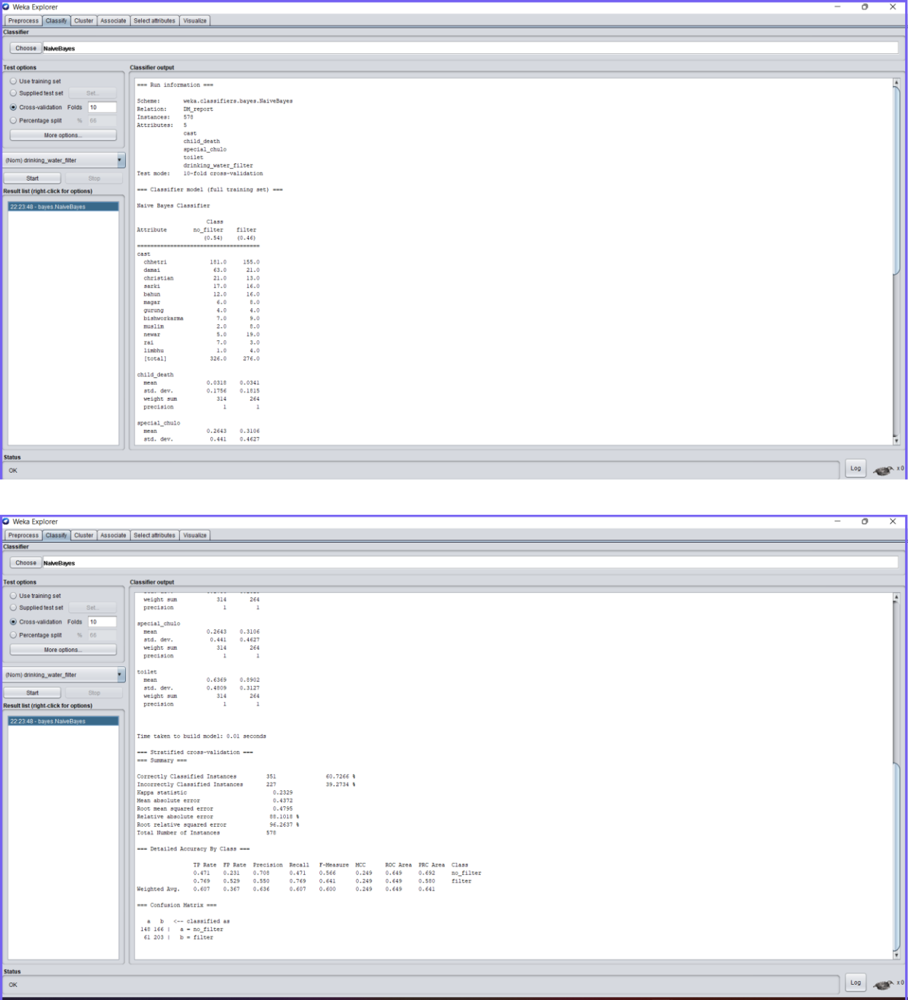 Weka Explorer
Preprocess Classify Cluster Associate Select attributes Visualize
Classifier
Choose NaiveBayes
Test options
Use training set
Supplied test set Set...
Cross-validation Folds 10
Percentage split % 66
More options...
(Nom) drinking_water_filter
Start Stop
Result list (right-click for options)
22:23:48 - bayes.NaiveBayes
Classifier output
=== Run information ===
Scheme: weka.classifiers.bayes.NaiveBayes
Relation: DM_report
Instances: 578
Attributes: 5
cast
child_death
special_chulo
toilet
drinking_water_filter
Test mode: 10-fold cross-validation
=== Classifier model (full training set) ===
Naive Bayes Classifier
Class
Attribute no_filter filter
(0.54) (0.46)
=====================================
cast
chhetri 181.0 155.0
damai 63.0 21.0
christian 21.0 13.0
sarki 17.0 16.0
bahun 12.0 16.0
magar 6.0 8.0
gurung 4.0 4.0
bishworkarma 7.0 9.0
muslim 2.0 8.0
newar 5.0 19.0
rai 7.0 3.0
limbhu 1.0 4.0
[total] 326.0 276.0
child_death
mean 0.0318 0.0341
std. dev. 0.1756 0.1815
weight sum 314 264
precision 1 1
special_chulo
mean 0.2643 0.3106
std. dev. 0.441 0.4627
Status
OK
Log x 0
Weka Explorer
Preprocess Classify Cluster Associate Select attributes Visualize
Classifier
Choose NaiveBayes
Test options
Use training set
Supplied test set Set...
Cross-validation Folds 10
Percentage split % 66
More options...
(Nom) drinking_water_filter
Start Stop
Result list (right-click for options)
22:23:48 - bayes.NaiveBayes
Classifier output
weight sum 314 264
precision 1 1
special_chulo
mean 0.2643 0.3106
std. dev. 0.441 0.4627
weight sum 314 264
precision 1 1
toilet
mean 0.6369 0.8902
std. dev. 0.4809 0.3127
weight sum 314 264
precision 1 1
Time taken to build model: 0.01 seconds
=== Stratified cross-validation ===
=== Summary ===
Correctly Classified Instances 351 60.7266 %
Incorrectly Classified Instances 227 39.2734 %
Kappa statistic 0.2329
Mean absolute error 0.4372
Root mean squared error 0.4795
Relative absolute error 88.1018 %
Root relative squared error 96.2637 %
Total Number of Instances 578
=== Detailed Accuracy By Class ===
TP Rate FP Rate Precision Recall F-Measure MCC ROC Area PRC Area Class
0.471 0.231 0.708 0.471 0.566 0.249 0.649 0.692 no_filter
0.769 0.529 0.550 0.769 0.641 0.249 0.649 0.580 filter
Weighted Avg. 0.607 0.367 0.636 0.607 0.600 0.249 0.649 0.641
=== Confusion Matrix ===
a b <-- classified as
148 166 | a = no_filter
61 203 | b = filter
Status
OK
Log x 0